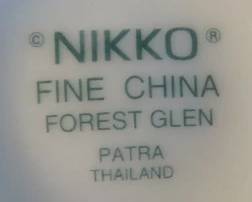 © NIKKO ®
FINE CHINA
FOREST GLEN
PATRA
THAILAND